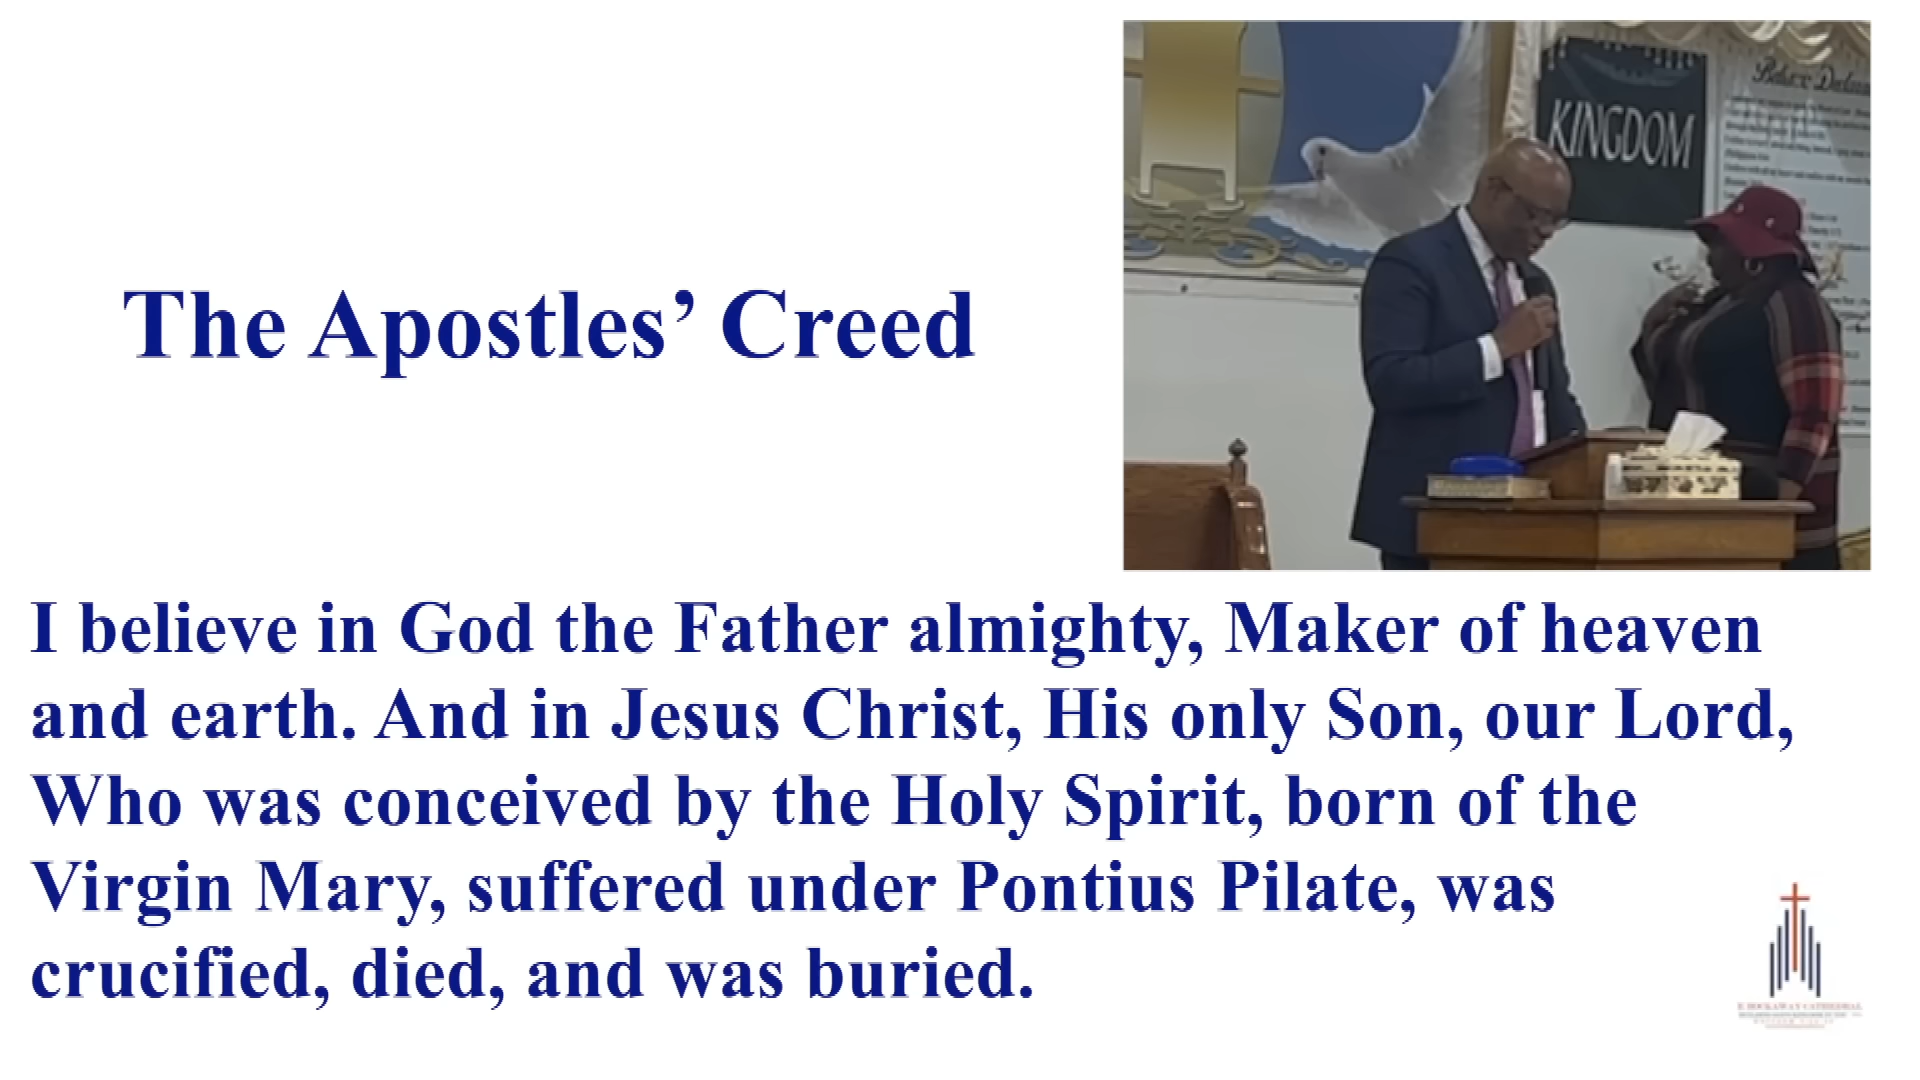 The Apostles’ Creed
KINGDOM
I believe in God the Father almighty, Maker of heaven
and earth. And in Jesus Christ, His only Son, our Lord,
Who was conceived by the Holy Spirit, born of the
Virgin Mary, suffered under Pontius Pilate, was
crucified, died, and was buried.
CATHEDRAL